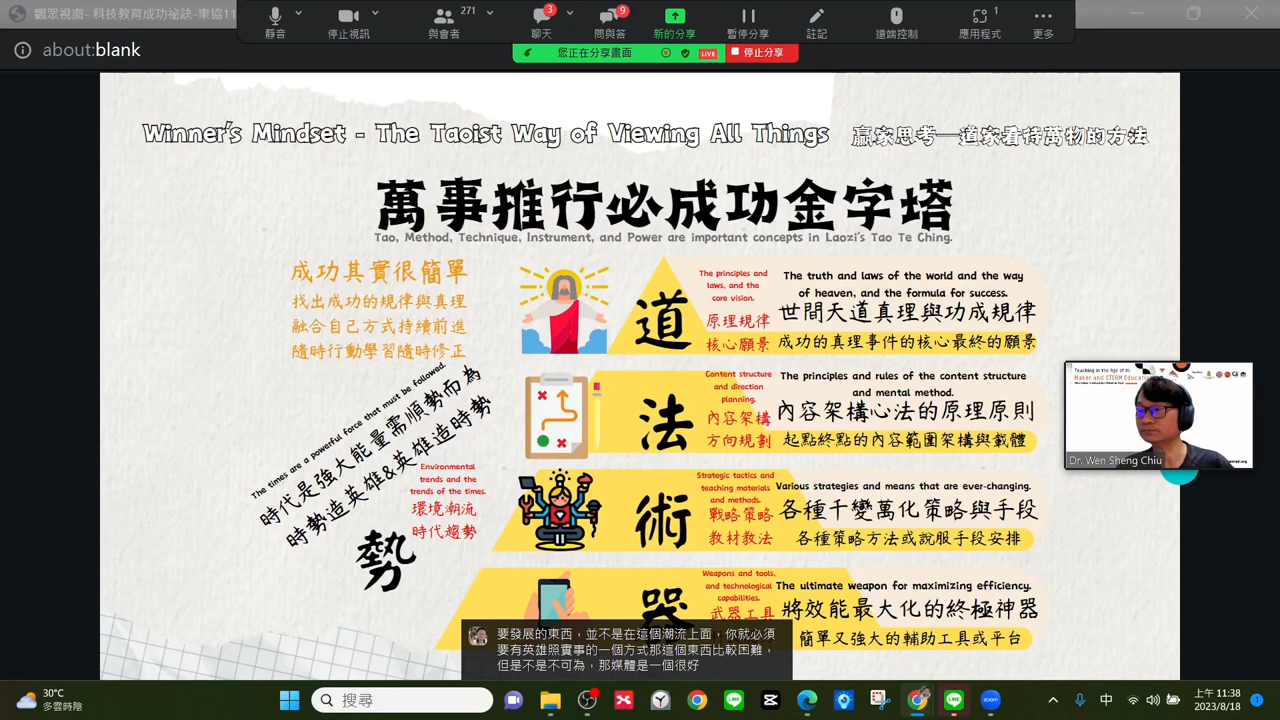 觀眾視窗- 科技教育成功祕訣-東協11
靜音
停止視訊
271
與會者
3
聊天
9
問與答
新的分享
暫停分享
註記
遠端控制
1
應用程式
更多
about:blank
您正在分享畫面
LIVE
停止分享
Winner's Mindset - The Taoist Way of Viewing All Things 贏家思考—道家看待萬物的方法
萬事推行必成功金字塔
Tao, Method, Technique, Instrument, and Power are important concepts in Laozi's Tao Te Ching.
成功其實很簡單
找出成功的規律與真理
融合自己方式持續前進
隨時行動學習隨時修正
The times are a powerful force that must be followed.
時代是強大能量需順勢而為
時勢造英雄&英雄造時勢
Environmental
trends and the
trends of the times.
環境潮流
時代趨勢
勢
道
The principles and
laws, and the
core vision.
原理規律
核心願景
The truth and laws of the world and the way
of heaven, and the formula for success.
世間天道真理與功成規律
成功的真理事件的核心最終的願景
法
Content structure
and direction
planning.
內容架構
方向規劃
The principles and rules of the content structure
and mental method.
內容架構心法的原理原則
起點終點的內容範圍架構與載體
術
Strategic tactics and
teaching materials
and methods.
戰略策略
教材教法
Various strategies and means that are ever-changing.
各種千變萬化策略與手段
各種策略方法或說服手段安排
器
Weapons and tools,
and technological
capabilities.
武器工具
The ultimate weapon for maximizing efficiency.
將效能最大化的終極神器
簡單又強大的輔助工具或平台
Teaching in the Age of AI
Maker and STEAM Education
Dr. Wen Sheng Chiu
要發展的東西，並不是在這個潮流上面，你就必須
要有英雄照實事的一個方式那這個東西比較困難，
但是不是不可為，那媒體是一個很好
30°C
多雲時陰
搜尋
zoom
中
上午 11:38
2023/8/18
1